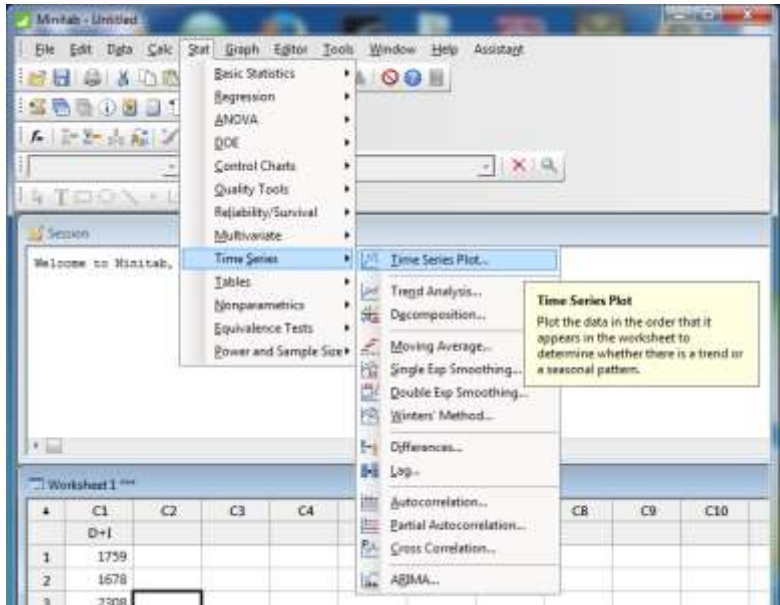 Minitab - Untitled
File Edit Data Calc Stat Graph Editor Tools Window Help Assistant
Basic Statistics
Regression
ANOVA
DOE
Control Charts
Quality Tools
Reliability/Survival
Multivariate
Time Series
Tables
Nonparametrics
Equivalence Tests
Power and Sample Size
Time Series Plot...
Trend Analysis...
Decomposition...
Moving Average...
Single Exp Smoothing...
Double Exp Smoothing...
Winters' Method...
Differences...
Lag...
Autocorrelation...
Partial Autocorrelation...
Cross Correlation...
ARIMA...
Time Series Plot
Plot the data in the order that it
appears in the worksheet to
determine whether there is a trend or
a seasonal pattern.
Session
Welcome to Minitab,
Worksheet 1 ***
C1 C2 C3 C4 C8 C9 C10
D+I
1 1759
2 1678
3 2308